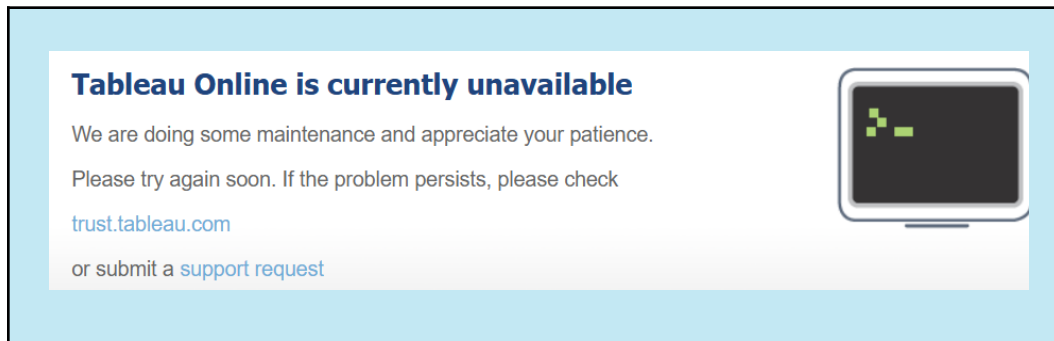 Tableau Online is currently unavailable
We are doing some maintenance and appreciate your patience.
Please try again soon. If the problem persists, please check
trust.tableau.com
or submit a support request